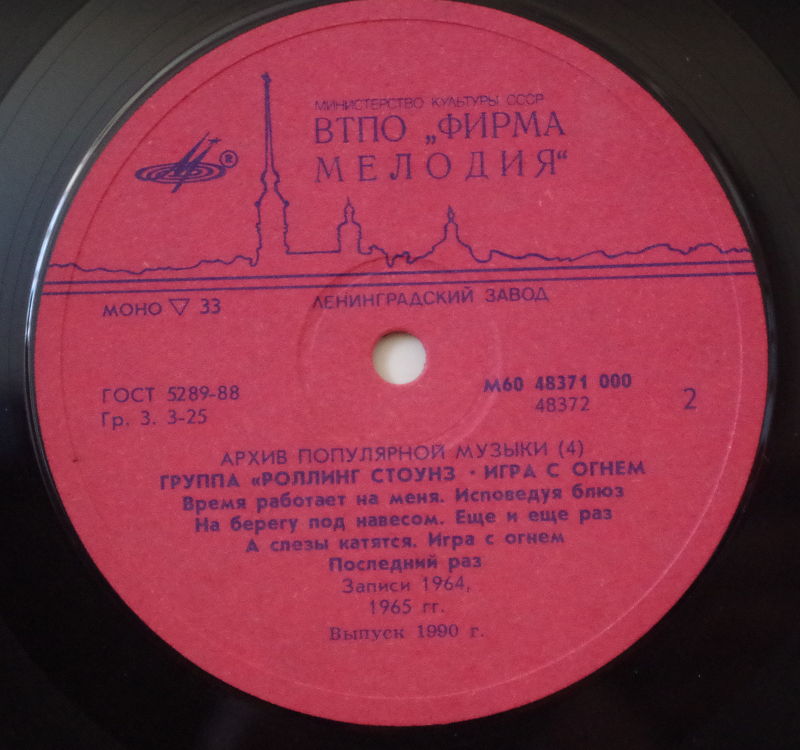 МИНИСТЕРСТВО КУЛЬТУРЫ СССР
ВТПО „ФИРМА
МЕЛОДИЯ“
®
МОНО ▽ 33
ЛЕНИНГРАДСКИЙ ЗАВОД
ГОСТ 5289-88
Гр. 3. 3-25
М60 48371 000
48372
2
АРХИВ ПОПУЛЯРНОЙ МУЗЫКИ (4)
ГРУППА «РОЛЛИНГ СТОУНЗ · ИГРА С ОГНЕМ
Время работает на меня. Исповедуя блюз
На берегу под навесом. Еще и еще раз
А слезы катятся. Игра с огнем
Последний раз
Записи 1964,
1965 гг.
Выпуск 1990 г.